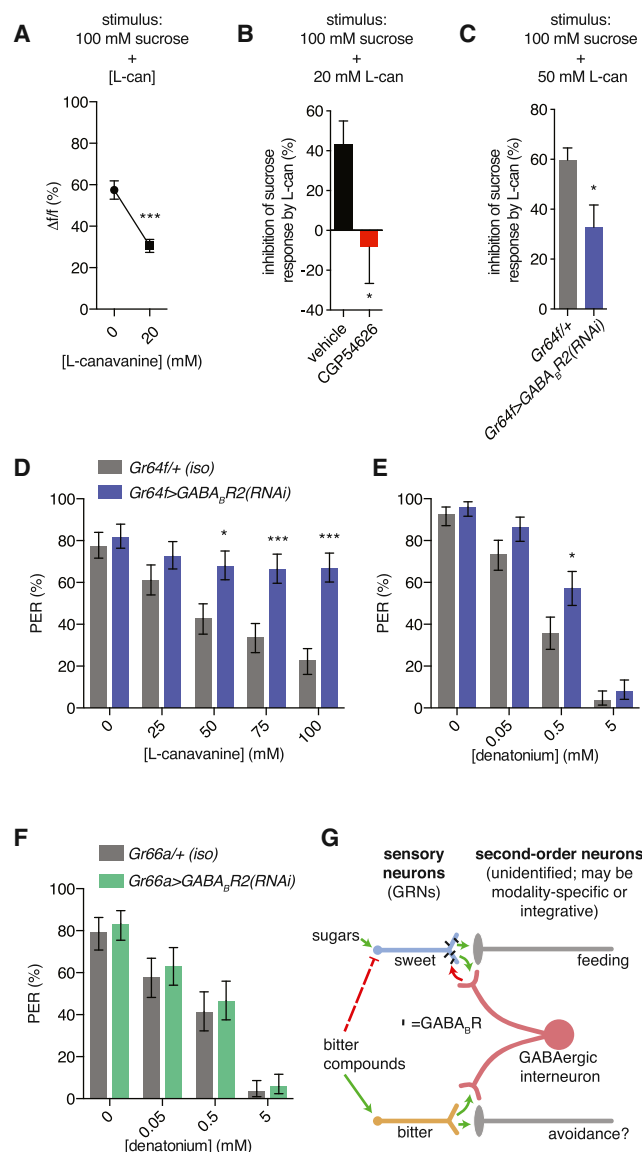 A
stimulus:
100 mM sucrose
+
[L-can]
Δf/f (%)
100
80
60
40
20
0
***
0
20
[L-canavanine] (mM)
B
stimulus:
100 mM sucrose
+
20 mM L-can
inhibition of sucrose
response by L-can (%)
60
40
20
0
-20
-40
*
vehicle
CGP54626
C
stimulus:
100 mM sucrose
+
50 mM L-can
inhibition of sucrose
response by L-can (%)
80
60
40
20
0
*
Gr64f/+
Gr64f>GABABR2(RNAi)
D
Gr64f/+ (iso)
Gr64f>GABABR2(RNAi)
PER (%)
100
80
60
40
20
0
*
***
***
0
25
50
75
100
[L-canavanine] (mM)
E
PER (%)
100
80
60
40
20
0
*
0
0.05
0.5
5
[denatonium] (mM)
F
Gr66a/+ (iso)
Gr66a>GABABR2(RNAi)
PER (%)
100
80
60
40
20
0
0
0.05
0.5
5
[denatonium] (mM)
G
sensory
neurons
(GRNs)
second-order neurons
(unidentified; may be
modality-specific or
integrative)
sugars
sweet
feeding
=GABABR
bitter
compounds
GABAergic
interneuron
bitter
avoidance?